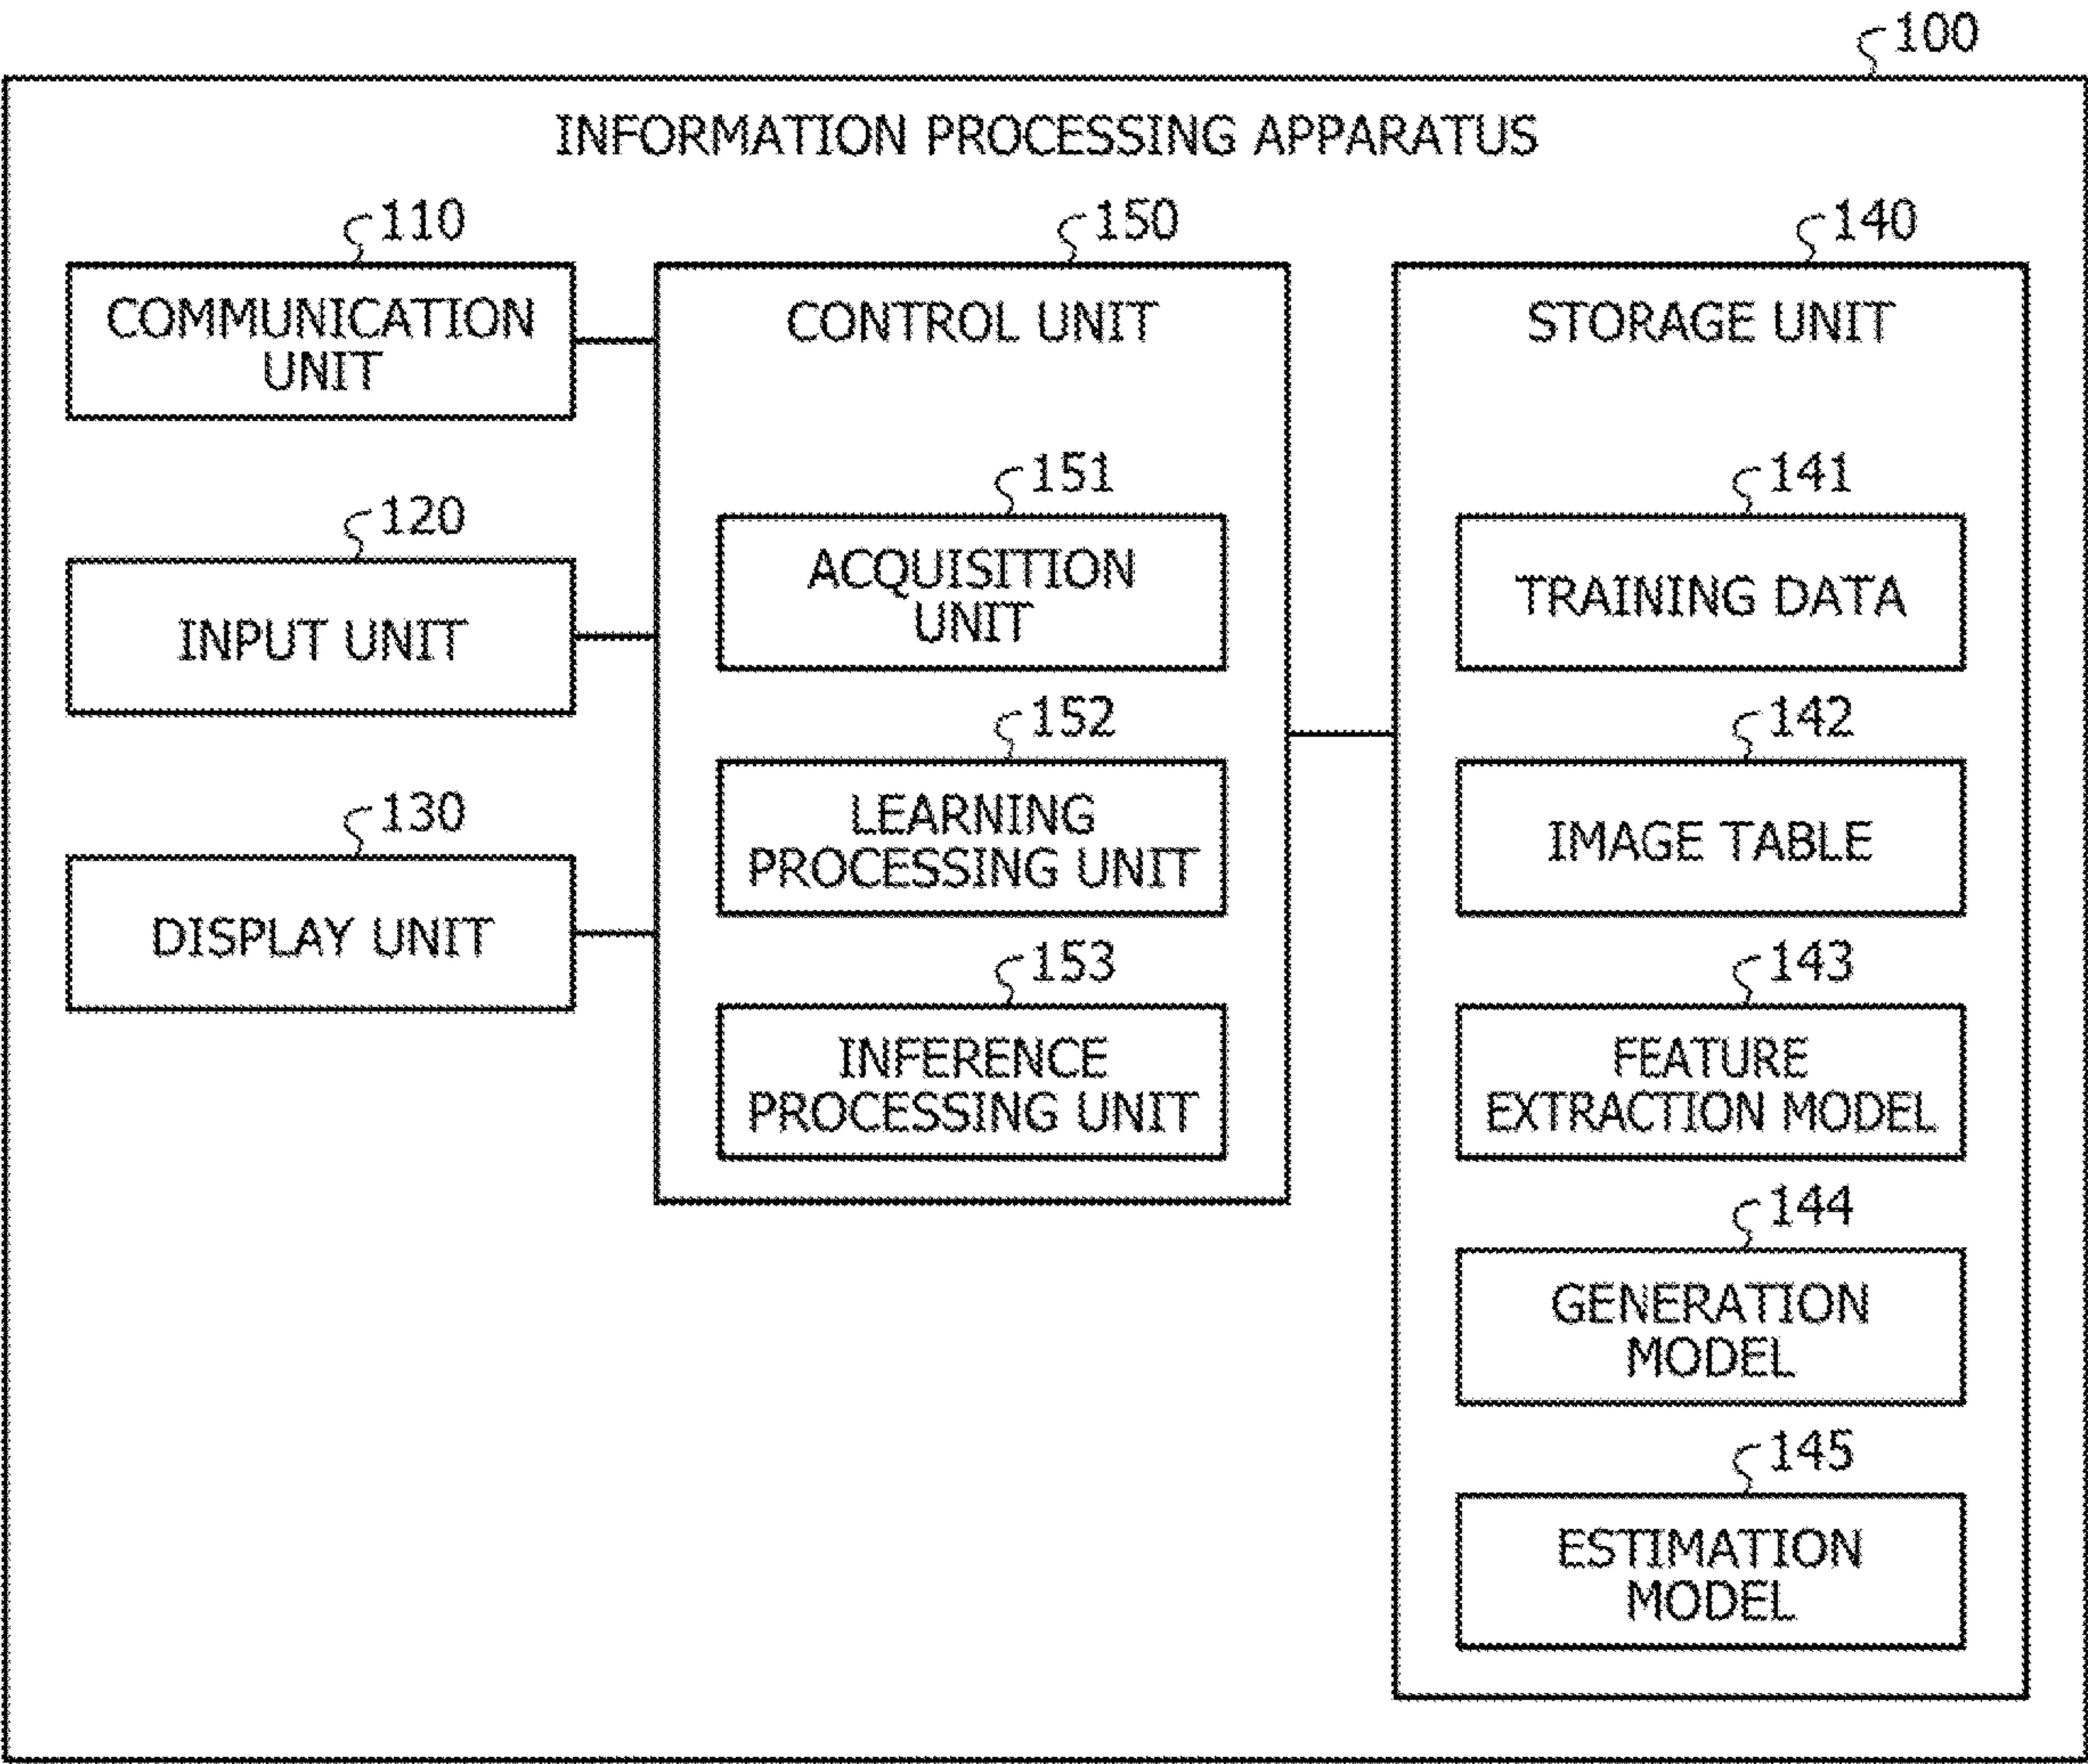 100
INFORMATION PROCESSING APPARATUS
110
COMMUNICATION
UNIT
120
INPUT UNIT
130
DISPLAY UNIT
150
CONTROL UNIT
151
ACQUISITION
UNIT
152
LEARNING
PROCESSING UNIT
153
INFERENCE
PROCESSING UNIT
140
STORAGE UNIT
141
TRAINING DATA
142
IMAGE TABLE
143
FEATURE
EXTRACTION MODEL
144
GENERATION
MODEL
145
ESTIMATION
MODEL